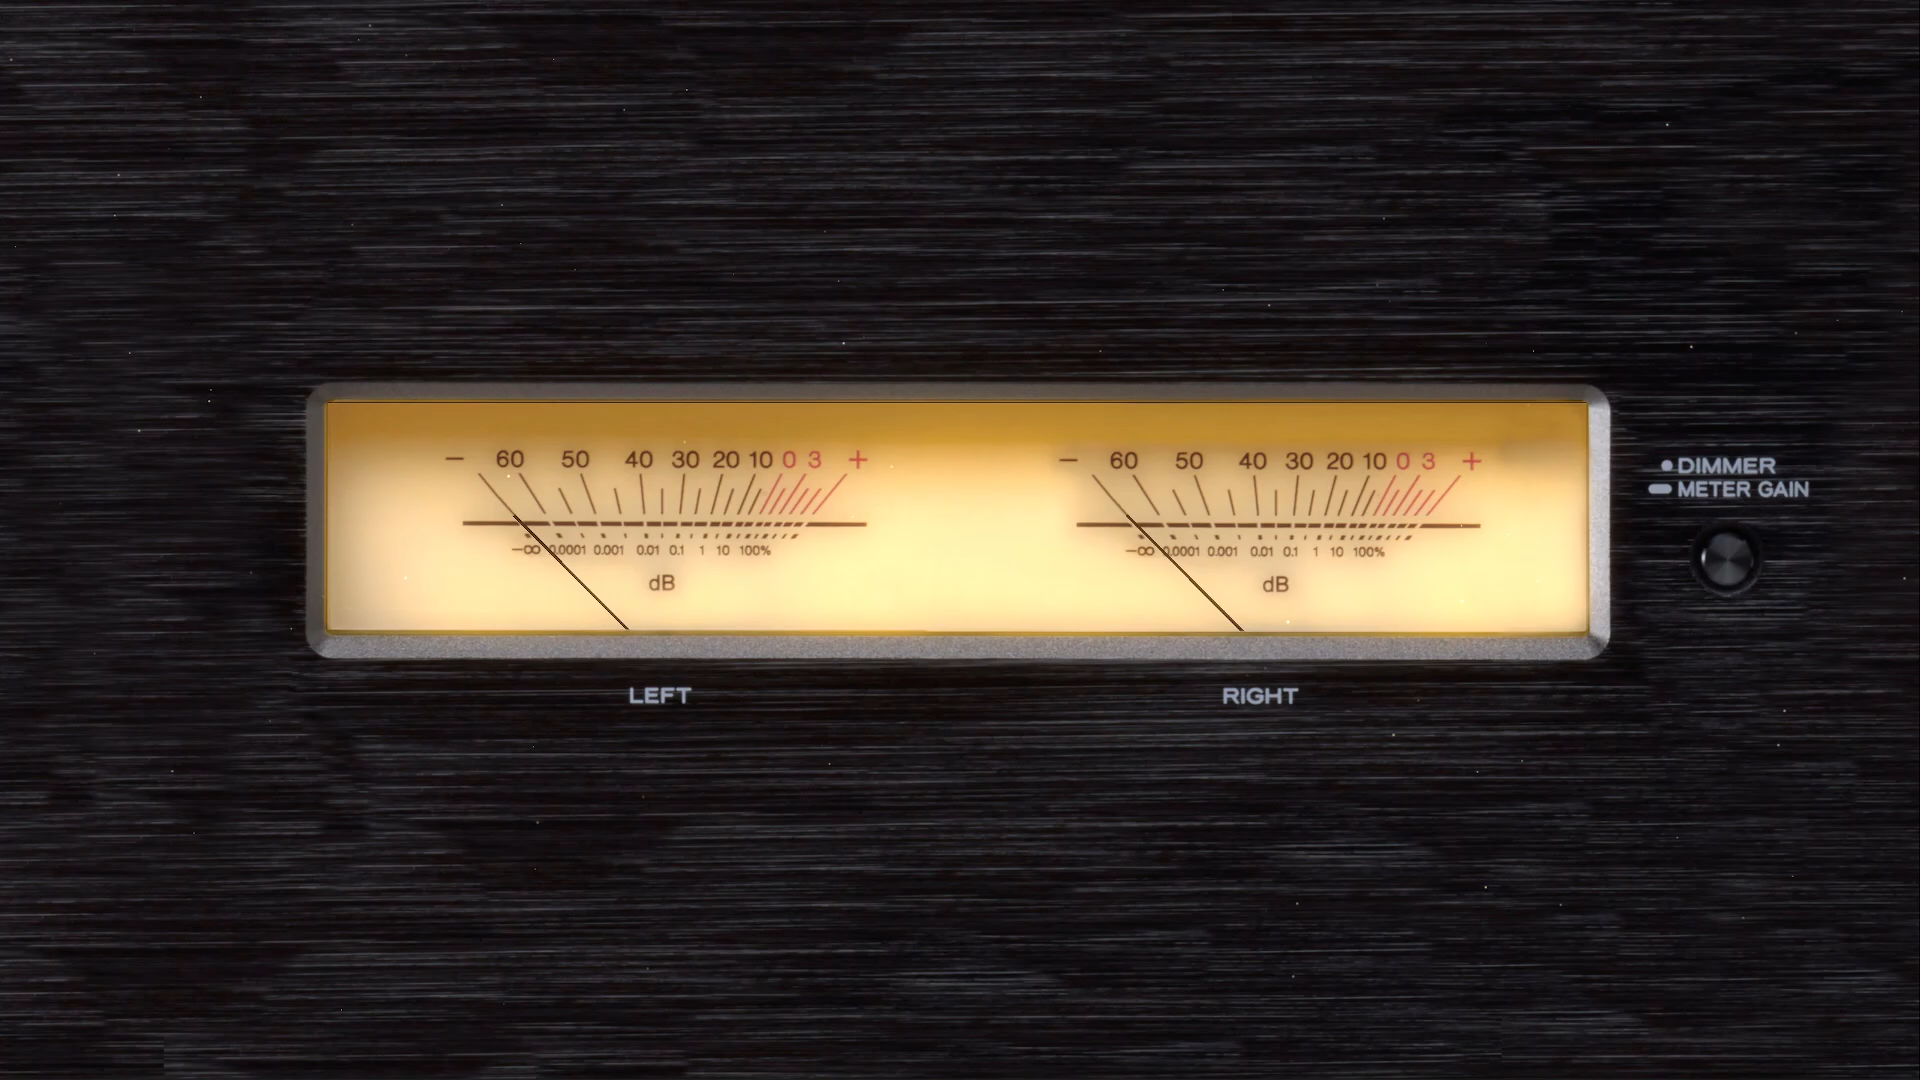 − 60 50 40 30 20 10 0 3 +
−∞ 0.0001 0.001 0.01 0.1 1 10 100%
dB
− 60 50 40 30 20 10 0 3 +
−∞ 0.0001 0.001 0.01 0.1 1 10 100%
dB
DIMMER
METER GAIN
LEFT
RIGHT